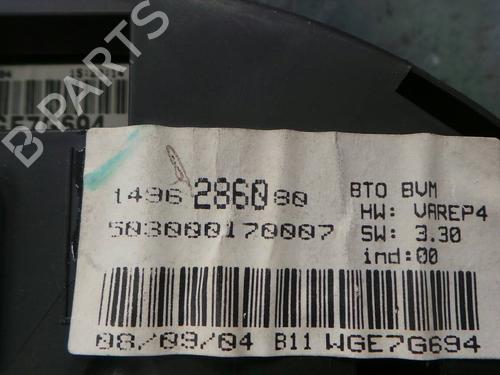 GE7G694
1496 2860 80
503000170007
BTO BVM
HW: VAREP4
SW: 3.30
ind:00
08/09/04 B11 WGE7G694